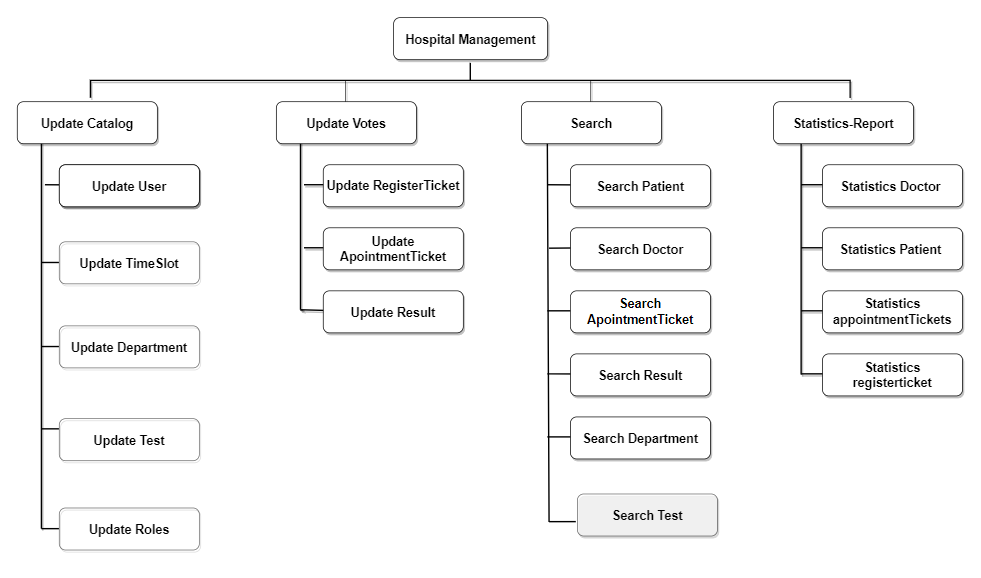 Hospital Management
Update Catalog
Update Votes
Search
Statistics-Report
Update User
Update TimeSlot
Update Department
Update Test
Update Roles
Update RegisterTicket
Update
ApointmentTicket
Update Result
Search Patient
Search Doctor
Search
ApointmentTicket
Search Result
Search Department
Search Test
Statistics Doctor
Statistics Patient
Statistics
appointmentTickets
Statistics
registerticket